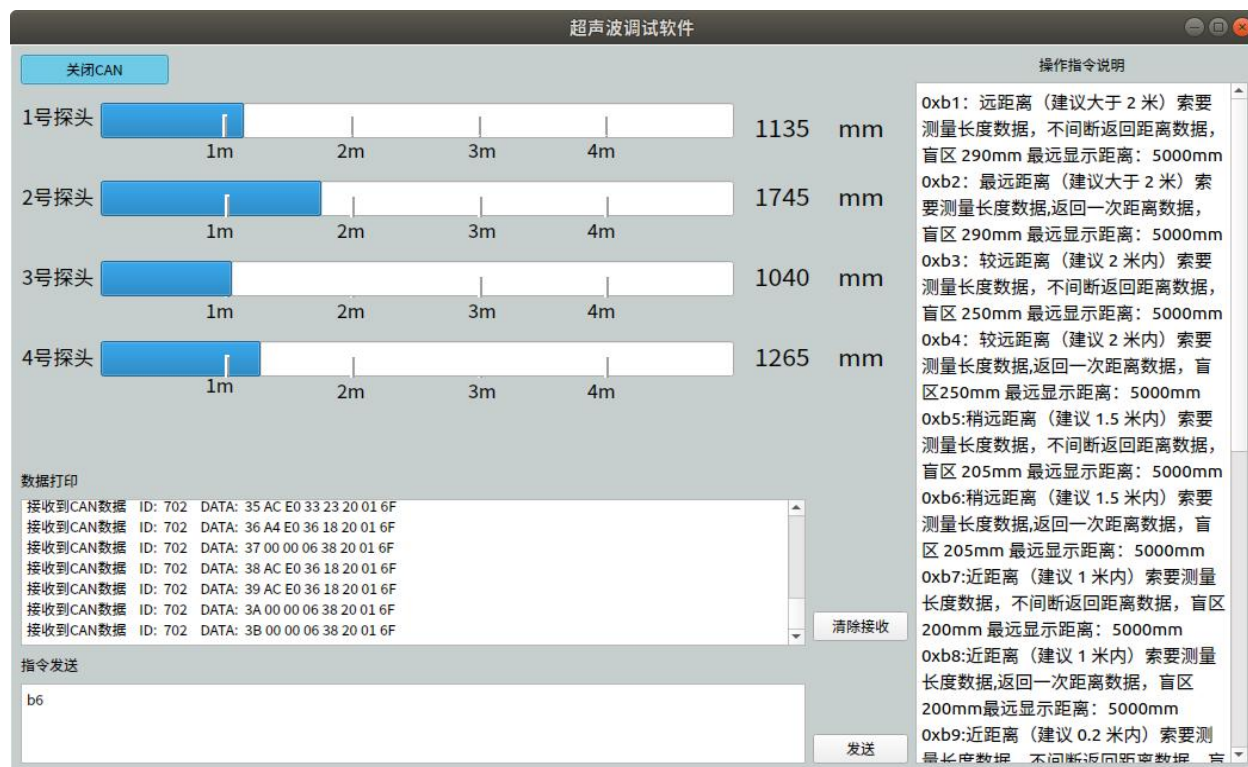 超声波调试软件
关闭CAN
1号探头
1135 mm
1m 2m 3m 4m
2号探头
1745 mm
1m 2m 3m 4m
3号探头
1040 mm
1m 2m 3m 4m
4号探头
1265 mm
1m 2m 3m 4m
数据打印
接收到CAN数据 ID: 702 DATA: 35 AC E0 33 23 20 01 6F
接收到CAN数据 ID: 702 DATA: 36 A4 E0 36 18 20 01 6F
接收到CAN数据 ID: 702 DATA: 37 00 00 06 38 20 01 6F
接收到CAN数据 ID: 702 DATA: 38 AC E0 36 18 20 01 6F
接收到CAN数据 ID: 702 DATA: 39 AC E0 36 18 20 01 6F
接收到CAN数据 ID: 702 DATA: 3A 00 00 06 38 20 01 6F
接收到CAN数据 ID: 702 DATA: 3B 00 00 06 38 20 01 6F
清除接收
指令发送
b6
发送
操作指令说明
0xb1：远距离（建议大于 2 米）索要
测量长度数据，不间断返回距离数据，
盲区 290mm 最远显示距离：5000mm
0xb2：最远距离（建议大于 2 米）索
要测量长度数据,返回一次距离数据，
盲区 290mm 最远显示距离：5000mm
0xb3：较远距离（建议 2 米内）索要
测量长度数据，不间断返回距离数据，
盲区 250mm 最远显示距离：5000mm
0xb4：较远距离（建议 2 米内）索要
测量长度数据,返回一次距离数据，盲
区250mm 最远显示距离：5000mm
0xb5:稍远距离（建议 1.5 米内）索要
测量长度数据，不间断返回距离数据，
盲区 205mm 最远显示距离：5000mm
0xb6:稍远距离（建议 1.5 米内）索要
测量长度数据,返回一次距离数据，盲
区 205mm 最远显示距离：5000mm
0xb7:近距离（建议 1 米内）索要测量
长度数据，不间断返回距离数据，盲区
200mm 最远显示距离：5000mm
0xb8:近距离（建议 1 米内）索要测量
长度数据,返回一次距离数据，盲区
200mm最远显示距离：5000mm
0xb9:近距离（建议 0.2 米内）索要测
量长度数据，不间断返回距离数据，盲